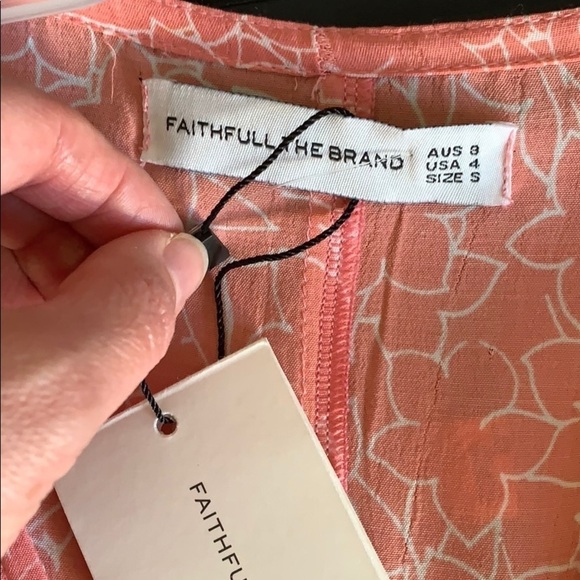 FAITHFULL THE BRAND
AUS 8
USA 4
SIZE S
FAITHFU